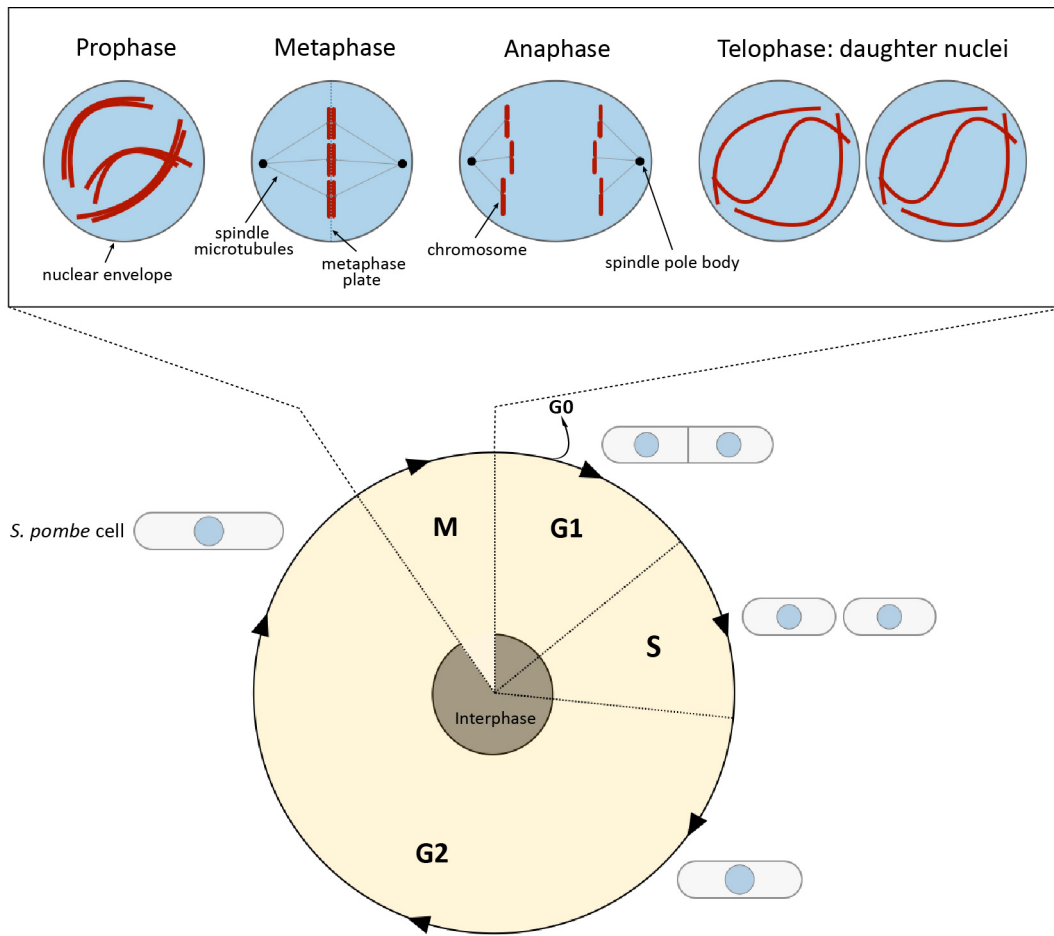 Prophase
Metaphase
Anaphase
Telophase: daughter nuclei
nuclear envelope
spindle
microtubules
metaphase
plate
chromosome
spindle pole body
G0
S. pombe cell
M
G1
S
Interphase
G2